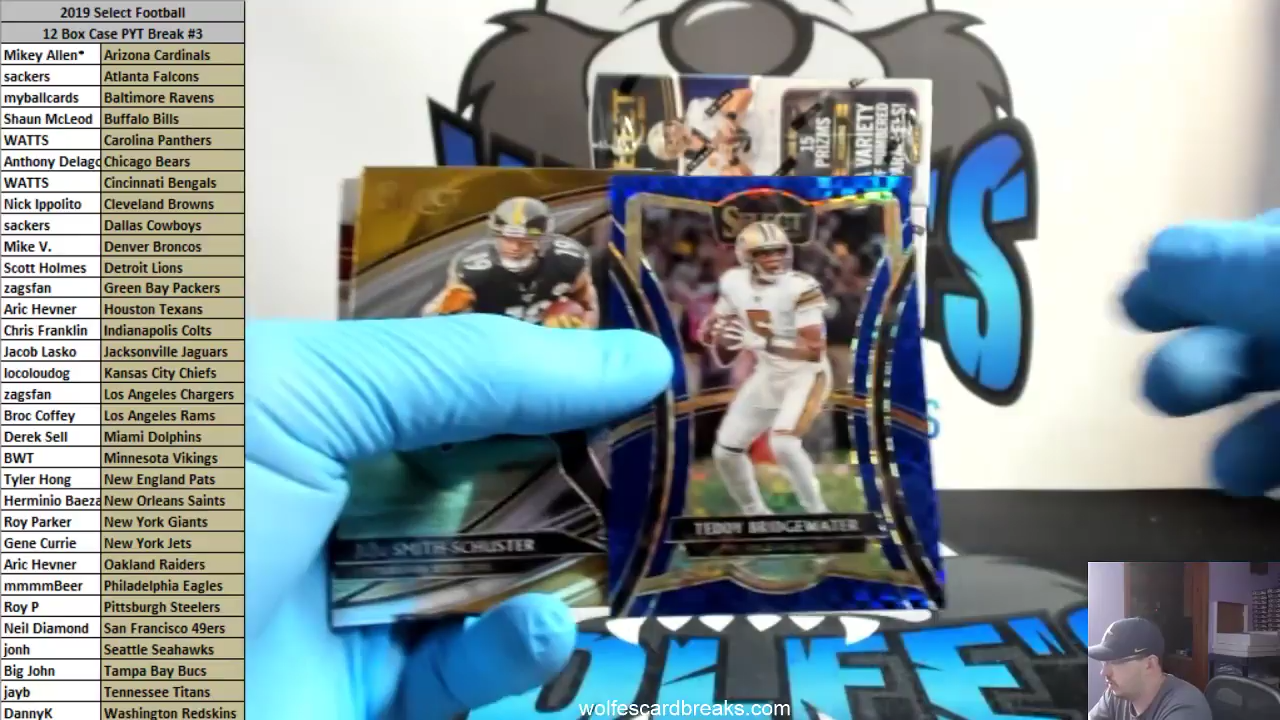 2019 Select Football
12 Box Case PYT Break #3
Mikey Allen* Arizona Cardinals
sackers Atlanta Falcons
myballcards Baltimore Ravens
Shaun McLeod Buffalo Bills
WATTS Carolina Panthers
Anthony Delago Chicago Bears
WATTS Cincinnati Bengals
Nick Ippolito Cleveland Browns
sackers Dallas Cowboys
Mike V. Denver Broncos
Scott Holmes Detroit Lions
zagsfan Green Bay Packers
Aric Hevner Houston Texans
Chris Franklin Indianapolis Colts
Jacob Lasko Jacksonville Jaguars
locoloudog Kansas City Chiefs
zagsfan Los Angeles Chargers
Broc Coffey Los Angeles Rams
Derek Sell Miami Dolphins
BWT Minnesota Vikings
Tyler Hong New England Pats
Herminio Baeza New Orleans Saints
Roy Parker New York Giants
Gene Currie New York Jets
Aric Hevner Oakland Raiders
mmmmBeer Philadelphia Eagles
Roy P Pittsburgh Steelers
Neil Diamond San Francisco 49ers
jonh Seattle Seahawks
Big John Tampa Bay Bucs
jayb Tennessee Titans
DannyK Washington Redskins
15 PRIZMS
VARIETY
NUMBERED
SELECT
5
19
TEDDY BRIDGEWATER
SMITH-SCHUSTER
wolfescardbreaks.com